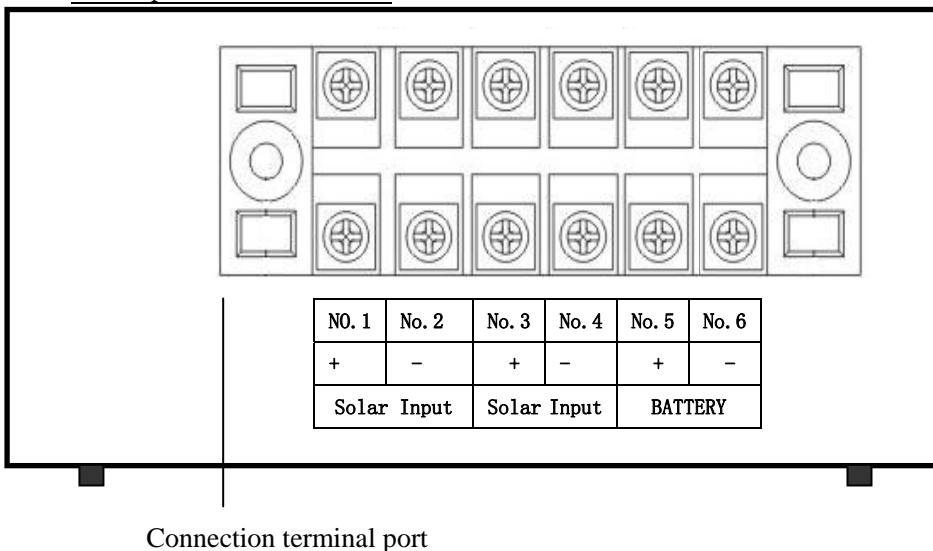 NO.1 No.2 No.3 No.4 No.5 No.6
+ - + - + -
Solar Input Solar Input BATTERY
Connection terminal port